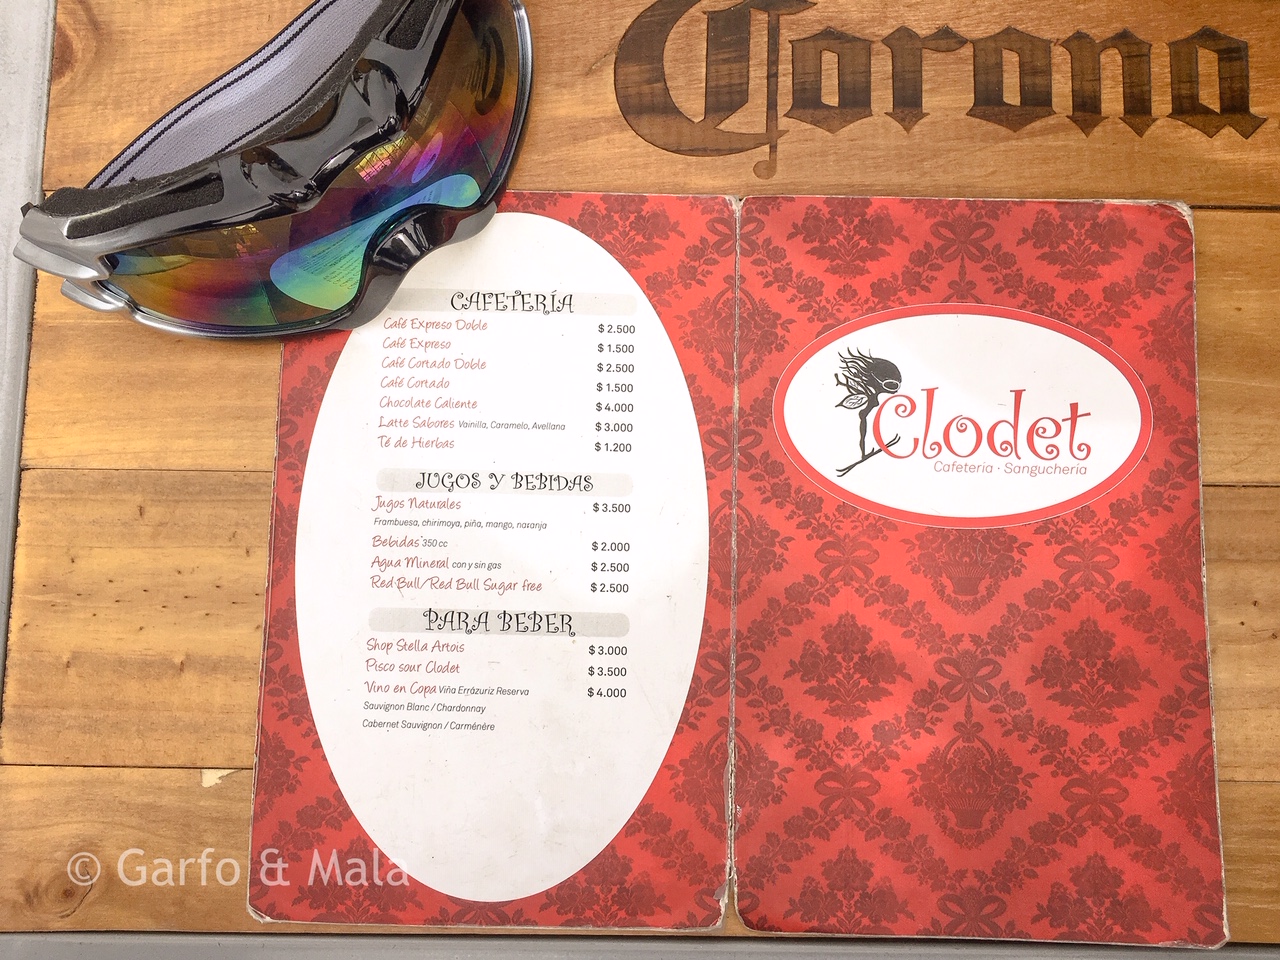 Corona
CAFETERÍA
Café Expreso Doble $ 2.500
Café Expreso $ 1.500
Café Cortado Doble $ 2.500
Café Cortado $ 1.500
Chocolate Caliente $ 4.000
Latte Sabores Vainilla, Caramelo, Avellana $ 3.000
Té de Hierbas $ 1.200
JUGOS Y BEBIDAS
Jugos Naturales $ 3.500
Frambuesa, chirimoya, piña, mango, naranja
Bebidas 350 cc $ 2.000
Agua Mineral con y sin gas $ 2.500
Red Bull/Red Bull Sugar free $ 2.500
PARA BEBER
Shop Stella Artois $ 3.000
Pisco sour Clodet $ 3.500
Vino en Copa Viña Errázuriz Reserva $ 4.000
Sauvignon Blanc / Chardonnay
Cabernet Sauvignon / Carménère
Clodet
Cafetería · Sanguchería
© Garfo & Mala